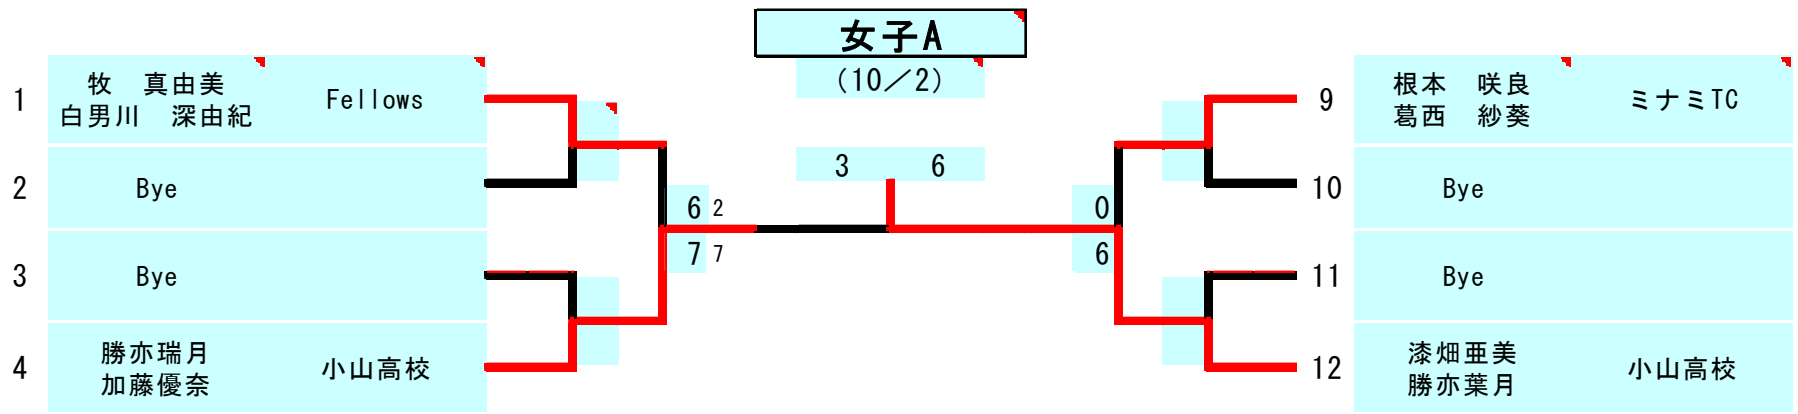 女子A
(10／2)
1
牧　真由美
白男川　深由紀
Fellows
2
Bye
3
Bye
4
勝亦瑞月
加藤優奈
小山高校
6 2
7 7
3 6
0
6
9
根本　咲良
葛西　紗葵
ミナミTC
10
Bye
11
Bye
12
漆畑亜美
勝亦葉月
小山高校